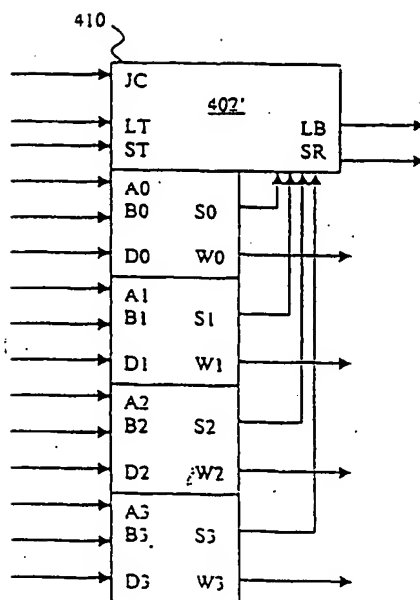 410
JC
402'
LT LB
ST SR
A0
B0 S0
D0 W0
A1
B1 S1
D1 W1
A2
B2 S2
D2 W2
A3
B3 S3
D3 W3